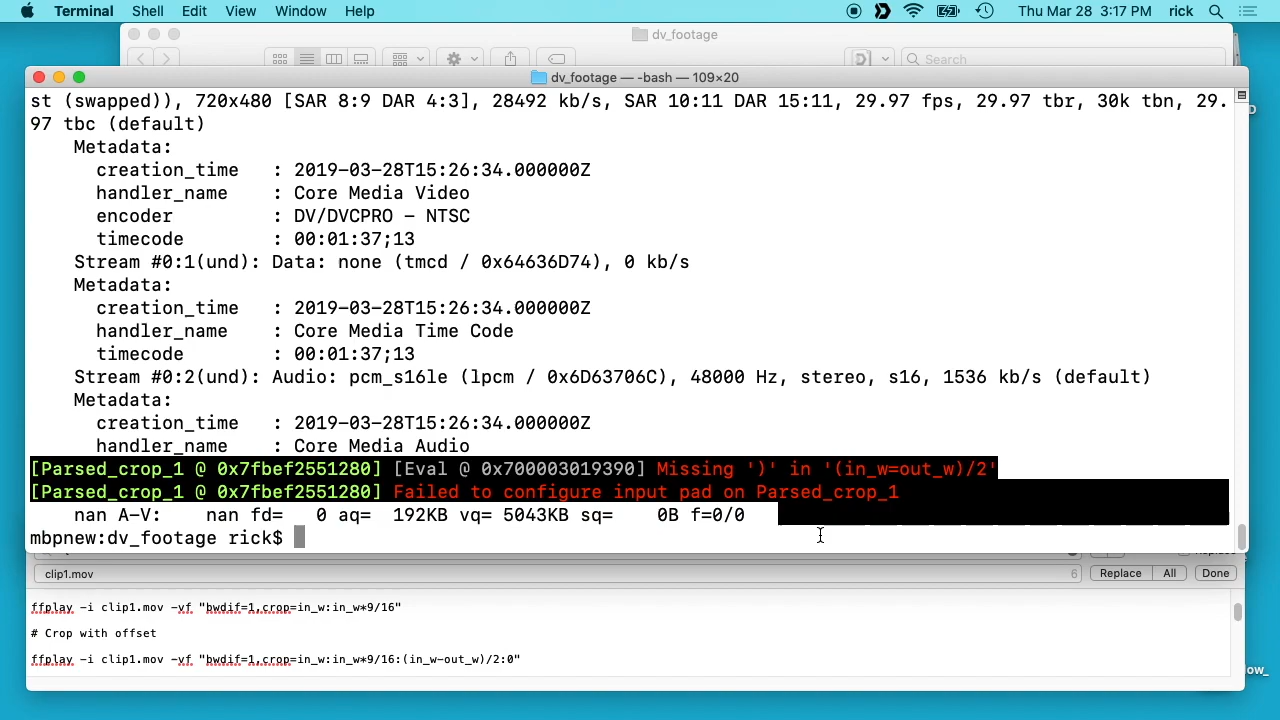 Terminal Shell Edit View Window Help Thu Mar 28 3:17 PM rick
dv_footage
Search
dv_footage — -bash — 109×20
st (swapped)), 720x480 [SAR 8:9 DAR 4:3], 28492 kb/s, SAR 10:11 DAR 15:11, 29.97 fps, 29.97 tbr, 30k tbn, 29.
97 tbc (default)
Metadata:
creation_time : 2019-03-28T15:26:34.000000Z
handler_name : Core Media Video
encoder : DV/DVCPRO - NTSC
timecode : 00:01:37;13
Stream #0:1(und): Data: none (tmcd / 0x64636D74), 0 kb/s
Metadata:
creation_time : 2019-03-28T15:26:34.000000Z
handler_name : Core Media Time Code
timecode : 00:01:37;13
Stream #0:2(und): Audio: pcm_s16le (lpcm / 0x6D63706C), 48000 Hz, stereo, s16, 1536 kb/s (default)
Metadata:
creation_time : 2019-03-28T15:26:34.000000Z
handler_name : Core Media Audio
[Parsed_crop_1 @ 0x7fbef2551280] [Eval @ 0x700003019390] Missing ')' in '(in_w=out_w)/2'
[Parsed_crop_1 @ 0x7fbef2551280] Failed to configure input pad on Parsed_crop_1
nan A-V: nan fd= 0 aq= 192KB vq= 5043KB sq= 0B f=0/0
mbpnew:dv_footage rick$
clip1.mov 6 Replace All Done
ffplay -i clip1.mov -vf "bwdif=1,crop=in_w:in_w*9/16"
# Crop with offset
ffplay -i clip1.mov -vf "bwdif=1,crop=in_w:in_w*9/16:(in_w-out_w)/2:0"
ow_